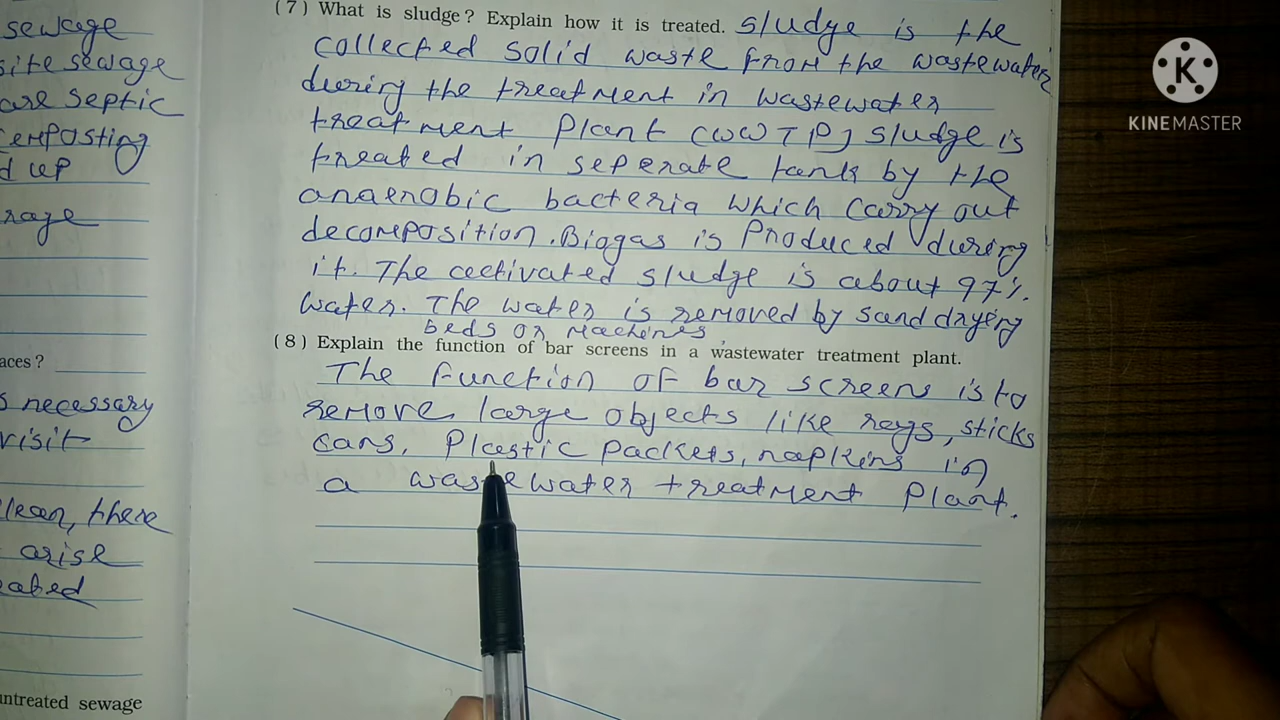 sewage
site sewage
are septic
composting
d up
rage
aces ?
s necessary
visit
lean, there
arise
eated
ntreated sewage
(7) What is sludge? Explain how it is treated. Sludge is the
collected solid waste from the wastewater
during the treatment in wastewater
treatment Plant (WWTP) sludge is
treated in seperate tank by the
anaerobic bacteria which carry out
decomposition. Biogas is Produced during
it. The activated sludge is about 97%
water. The water is removed by sand drying
beds or machines
(8) Explain the function of bar screens in a wastewater treatment plant.
The function of bar screens is to
remove large objects like rags, sticks
cans, Plastic packets, napkins in
a wastewater treatment Plant.
K
KINEMASTER